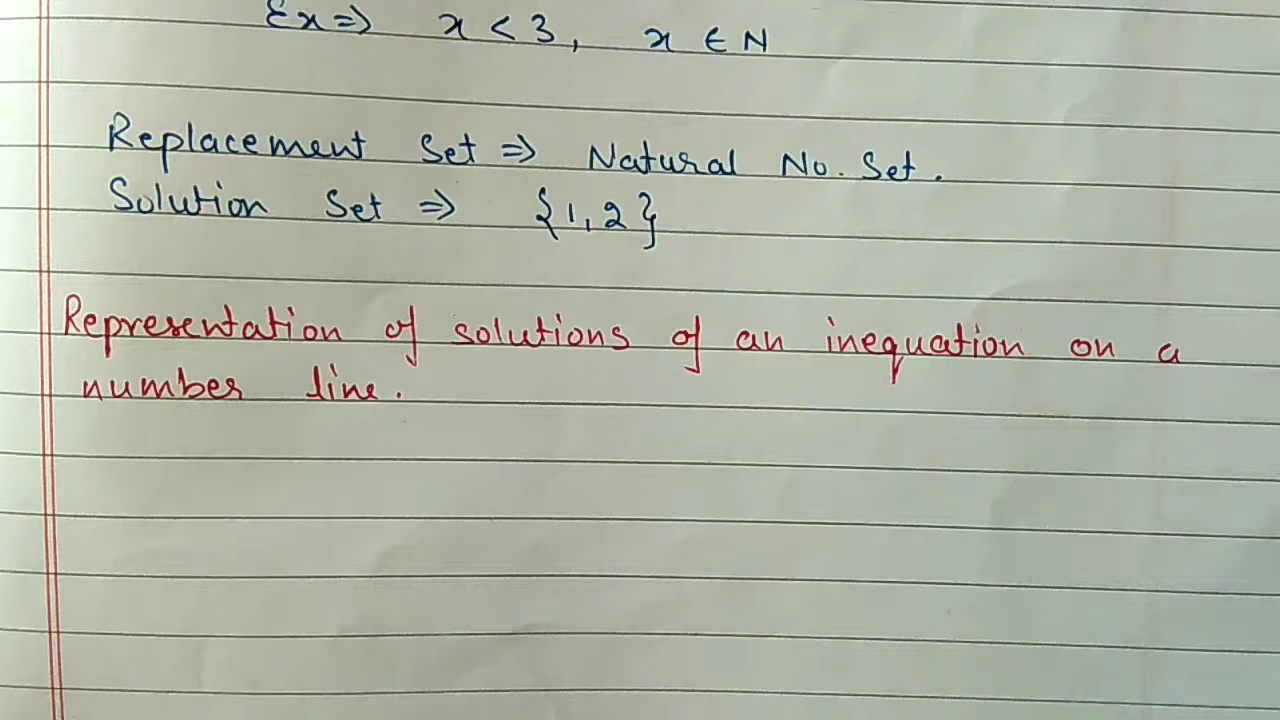 Ex ⇒ x < 3, x ∈ N
Replacement Set ⇒ Natural No. Set.
Solution Set ⇒ {1, 2}
Representation of solutions of an inequation on a
number line.